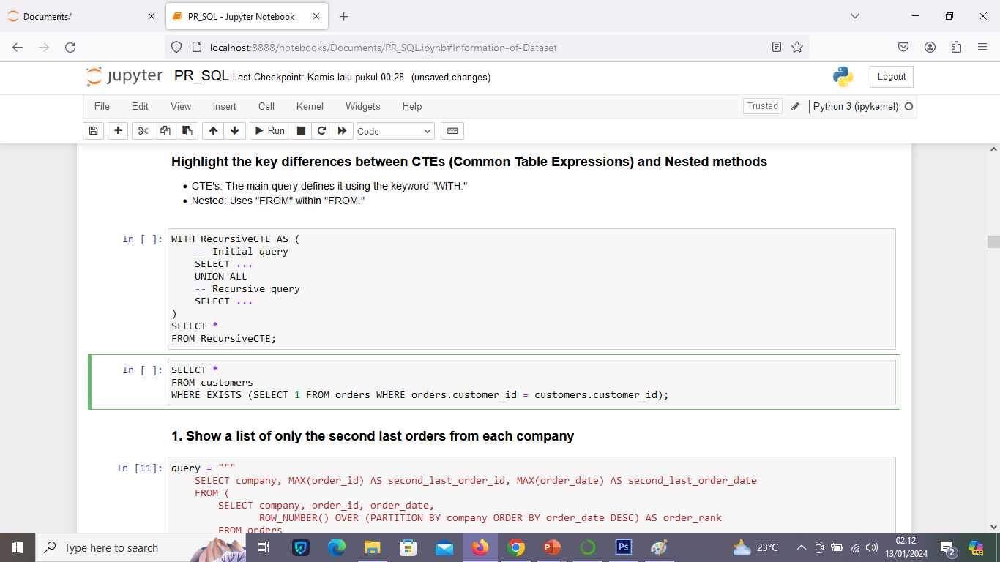 Documents/
PR_SQL - Jupyter Notebook
localhost:8888/notebooks/Documents/PR_SQL.ipynb#Information-of-Dataset
jupyter PR_SQL Last Checkpoint: Kamis lalu pukul 00.28 (unsaved changes)
Logout
File Edit View Insert Cell Kernel Widgets Help
Trusted Python 3 (ipykernel)
Run Code
Highlight the key differences between CTEs (Common Table Expressions) and Nested methods
• CTE's: The main query defines it using the keyword "WITH."
• Nested: Uses "FROM" within "FROM."
In [ ]: WITH RecursiveCTE AS (
-- Initial query
SELECT ...
UNION ALL
-- Recursive query
SELECT ...
)
SELECT *
FROM RecursiveCTE;
In [ ]: SELECT *
FROM customers
WHERE EXISTS (SELECT 1 FROM orders WHERE orders.customer_id = customers.customer_id);
1. Show a list of only the second last orders from each company
In [11]: query = """
SELECT company, MAX(order_id) AS second_last_order_id, MAX(order_date) AS second_last_order_date
FROM (
SELECT company, order_id, order_date,
ROW_NUMBER() OVER (PARTITION BY company ORDER BY order_date DESC) AS order_rank
FROM orders
Type here to search
Ps
23°C
02.12
13/01/2024
2
PRE